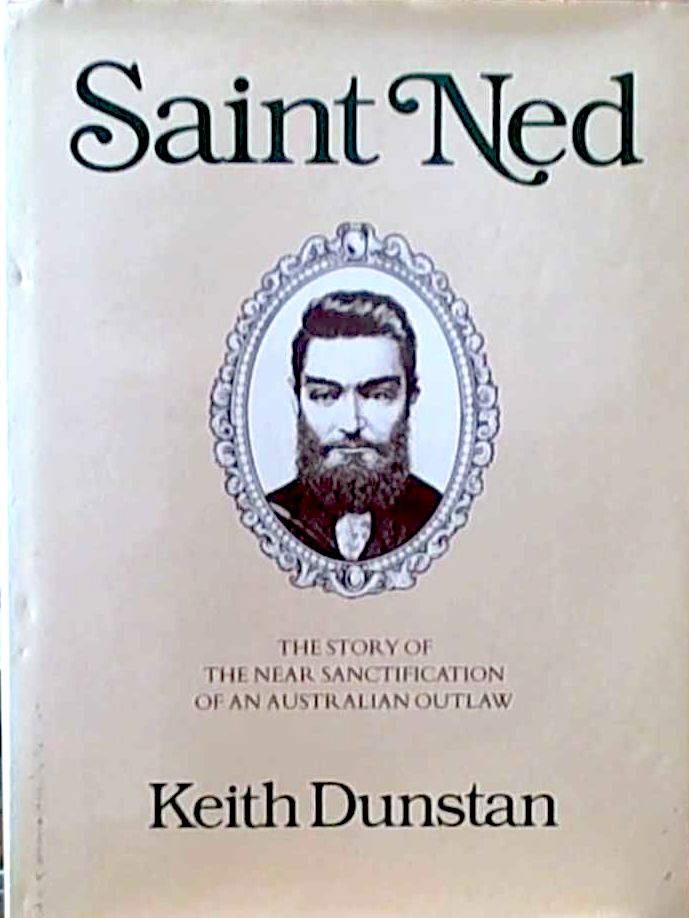 Saint Ned
THE STORY OF
THE NEAR SANCTIFICATION
OF AN AUSTRALIAN OUTLAW
Keith Dunstan